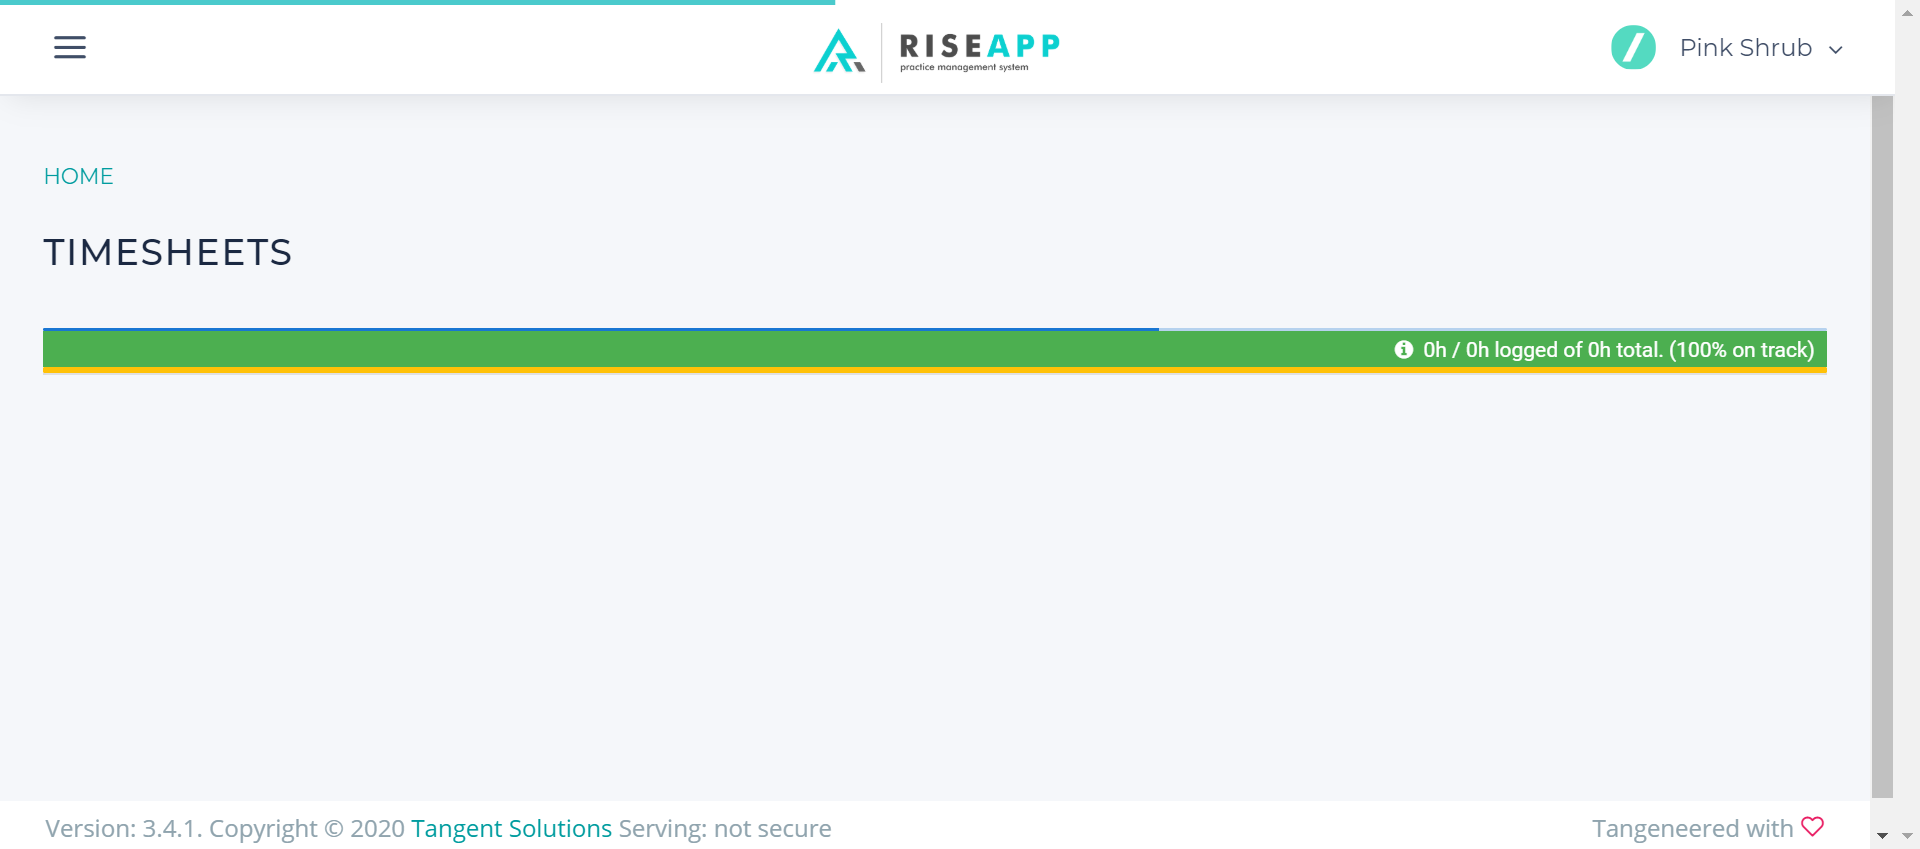 RISEAPP
practice management system
Pink Shrub
HOME
TIMESHEETS
0h / 0h logged of 0h total. (100% on track)
Version: 3.4.1. Copyright © 2020 Tangent Solutions Serving: not secure
Tangeneered with